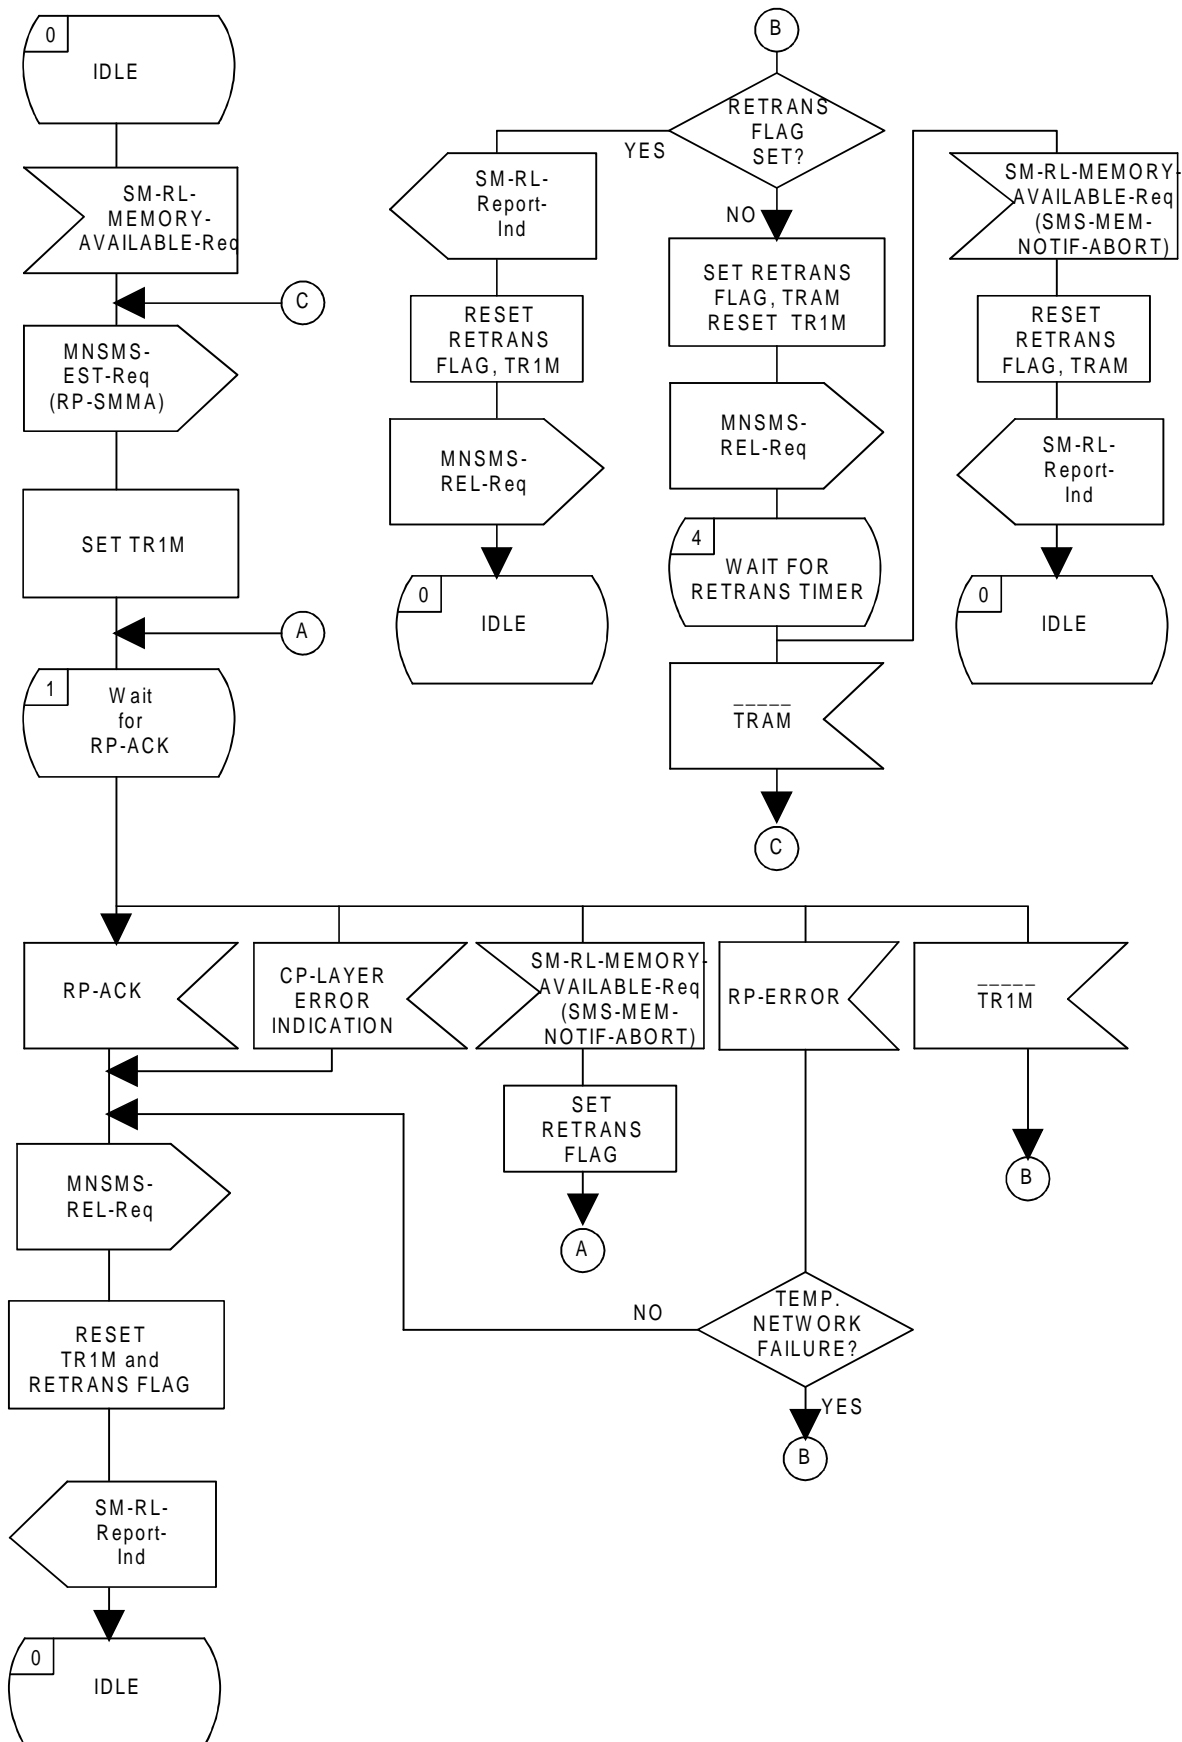 0
IDLE
SM-RL-
MEMORY-
AVAILABLE-Req
C
MNSMS-
EST-Req
(RP-SMMA)
SET TR1M
A
1
Wait
for
RP-ACK
B
RETRANS
FLAG
SET?
YES
NO
SM-RL-
Report-
Ind
RESET
RETRANS
FLAG, TR1M
MNSMS-
REL-Req
0
IDLE
SET RETRANS
FLAG, TRAM
RESET TR1M
MNSMS-
REL-Req
4
WAIT FOR
RETRANS TIMER
TRAM
C
SM-RL-MEMORY-
AVAILABLE-Req
(SMS-MEM-
NOTIF-ABORT)
RESET
RETRANS
FLAG, TRAM
SM-RL-
Report-
Ind
0
IDLE
RP-ACK
CP-LAYER
ERROR
INDICATION
SM-RL-MEMORY-
AVAILABLE-Req
(SMS-MEM-
NOTIF-ABORT)
RP-ERROR
TR1M
SET
RETRANS
FLAG
A
B
MNSMS-
REL-Req
NO
TEMP.
NETWORK
FAILURE?
YES
B
RESET
TR1M and
RETRANS FLAG
SM-RL-
Report-
Ind
0
IDLE